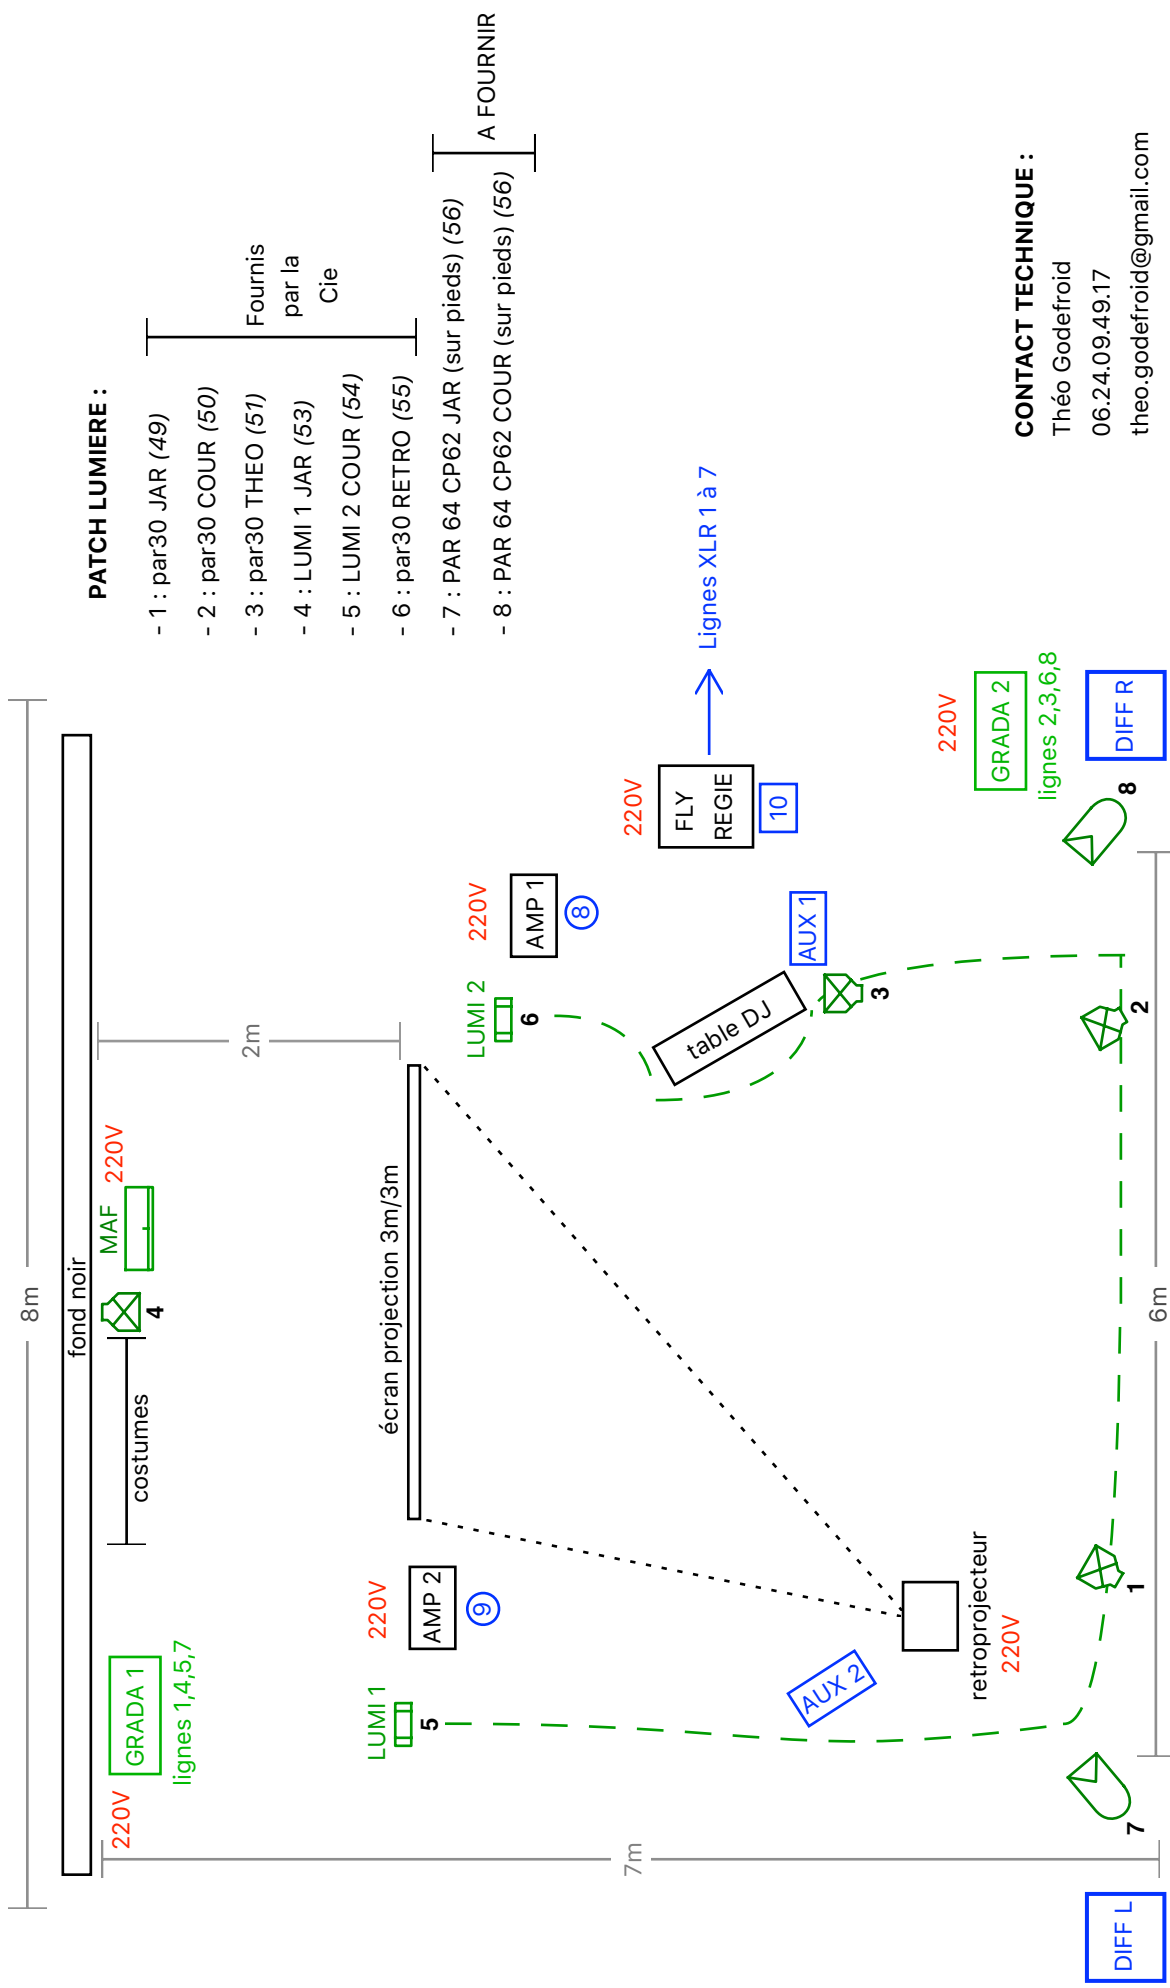 8m
fond noir
220V
GRADA 1
lignes 1,4,5,7
costumes
4
MAF
220V
2m
PATCH LUMIERE :
- 1 : par30 JAR (49)
- 2 : par30 COUR (50)
- 3 : par30 THEO (51)
- 4 : LUMI 1 JAR (53)
- 5 : LUMI 2 COUR (54)
- 6 : par30 RETRO (55)
- 7 : PAR 64 CP62 JAR (sur pieds) (56)
- 8 : PAR 64 CP62 COUR (sur pieds) (56)
Fournis
par la
Cie
A FOURNIR
LUMI 1
5
220V
AMP 2
9
écran projection 3m/3m
LUMI 2
6
220V
AMP 1
8
7m
220V
FLY
REGIE
10
Lignes XLR 1 à 7
table DJ
AUX 1
3
AUX 2
retroprojecteur
220V
220V
GRADA 2
lignes 2,3,6,8
DIFF L
7
1
2
8
DIFF R
6m
CONTACT TECHNIQUE :
Théo Godefroid
06.24.09.49.17
theo.godefroid@gmail.com